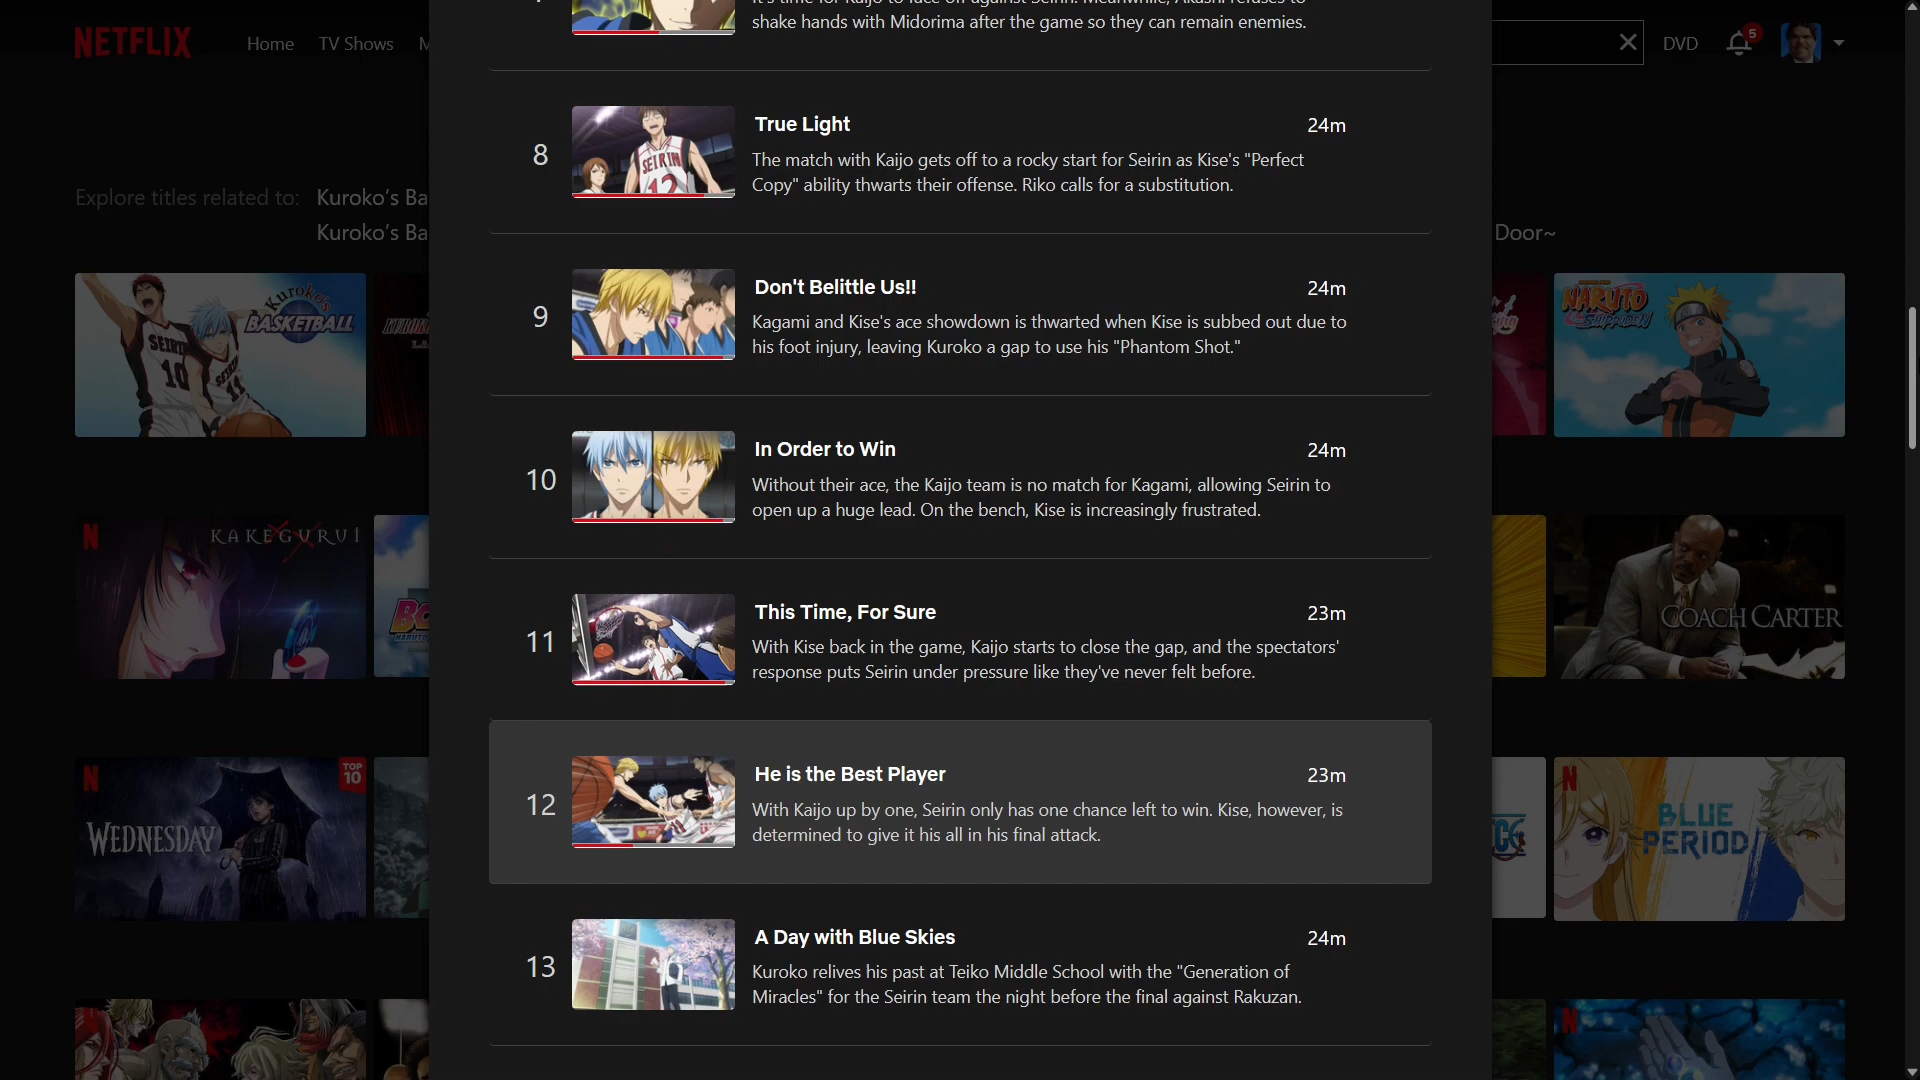 shake hands with Midorima after the game so they can remain enemies.
NETFLIX
Home
TV Shows
DVD
5
8
True Light
24m
The match with Kaijo gets off to a rocky start for Seirin as Kise's "Perfect
Copy" ability thwarts their offense. Riko calls for a substitution.
SEIRIN
12
Explore titles related to:
Kuroko's Ba
Kuroko's Ba
Door~
9
Don't Belittle Us!!
24m
Kagami and Kise's ace showdown is thwarted when Kise is subbed out due to
his foot injury, leaving Kuroko a gap to use his "Phantom Shot."
Kuroko's
BASKETBALL
SEIRIN
10
SEIRIN
11
NARUTO
SHIPPUDEN
10
In Order to Win
24m
Without their ace, the Kaijo team is no match for Kagami, allowing Seirin to
open up a huge lead. On the bench, Kise is increasingly frustrated.
N
KAKEGURUI
COACH CARTER
11
This Time, For Sure
23m
With Kise back in the game, Kaijo starts to close the gap, and the spectators'
response puts Seirin under pressure like they've never felt before.
12
He is the Best Player
23m
With Kaijo up by one, Seirin only has one chance left to win. Kise, however, is
determined to give it his all in his final attack.
N
TOP
10
WEDNESDAY
N
BLUE
PERIOD
13
A Day with Blue Skies
24m
Kuroko relives his past at Teiko Middle School with the "Generation of
Miracles" for the Seirin team the night before the final against Rakuzan.
N